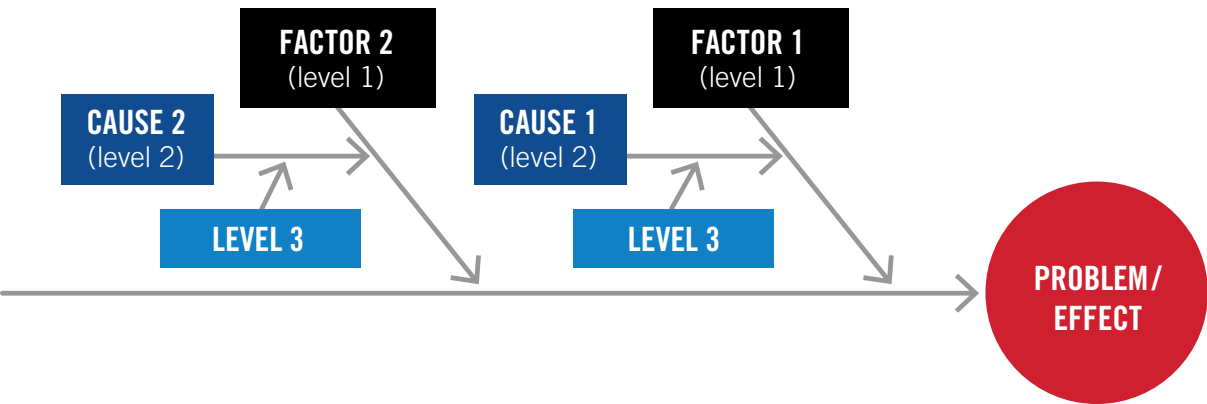 FACTOR 2
(level 1)
FACTOR 1
(level 1)
CAUSE 2
(level 2)
CAUSE 1
(level 2)
LEVEL 3
LEVEL 3
PROBLEM/
EFFECT